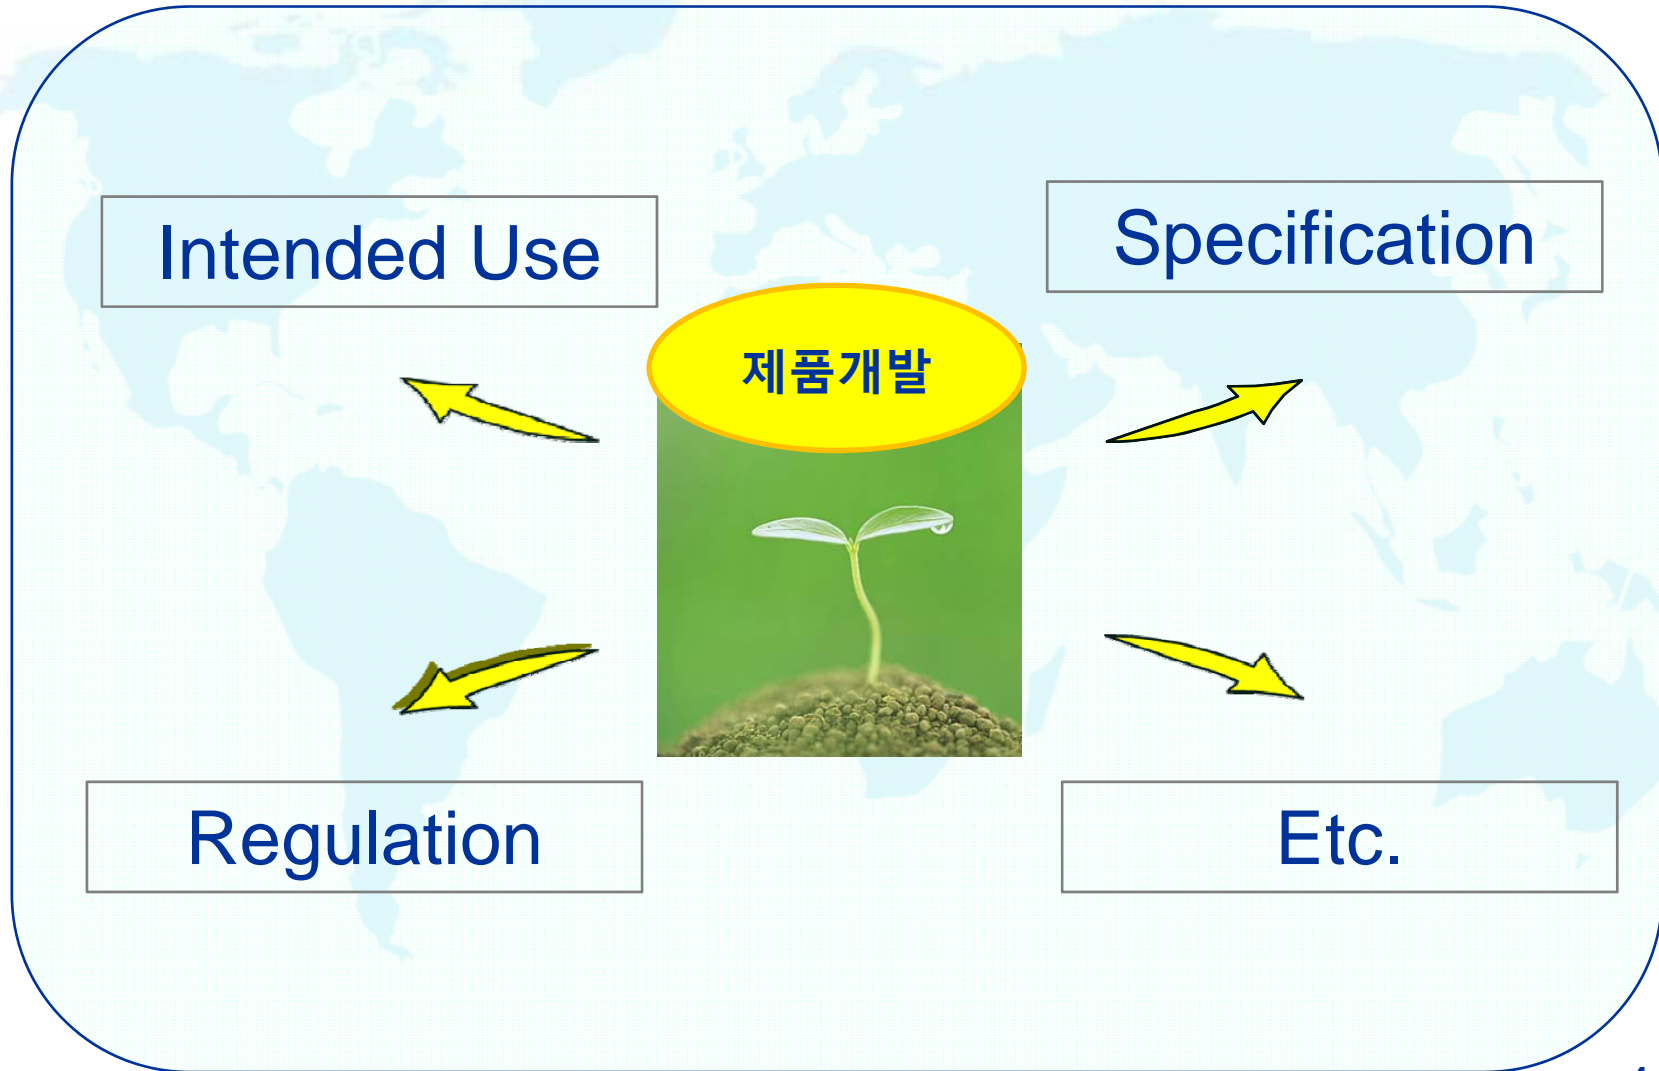 Intended Use
Specification
제품개발
Regulation
Etc.